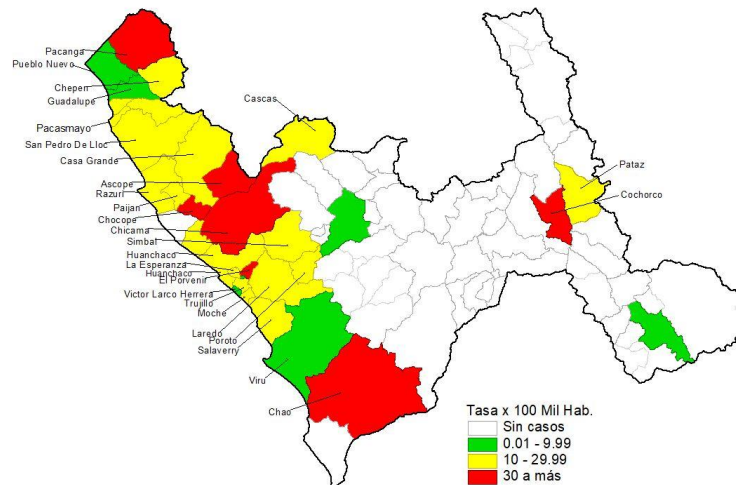 Pacanga
Pueblo Nuevo
Chepen
Guadalupe
Cascas
Pacasmayo
San Pedro De Lloc
Casa Grande
Pataz
Ascope
Cochorco
Razuri
Paijan
Chocope
Chicama
Simbal
Huanchaco
La Esperanza
Huanchaco
El Porvenir
Victor Larco Herrera
Trujillo
Moche
Laredo
Poroto
Salaverry
Viru
Chao
Tasa x 100 Mil Hab.
Sin casos
0.01 - 9.99
10 - 29.99
30 a más